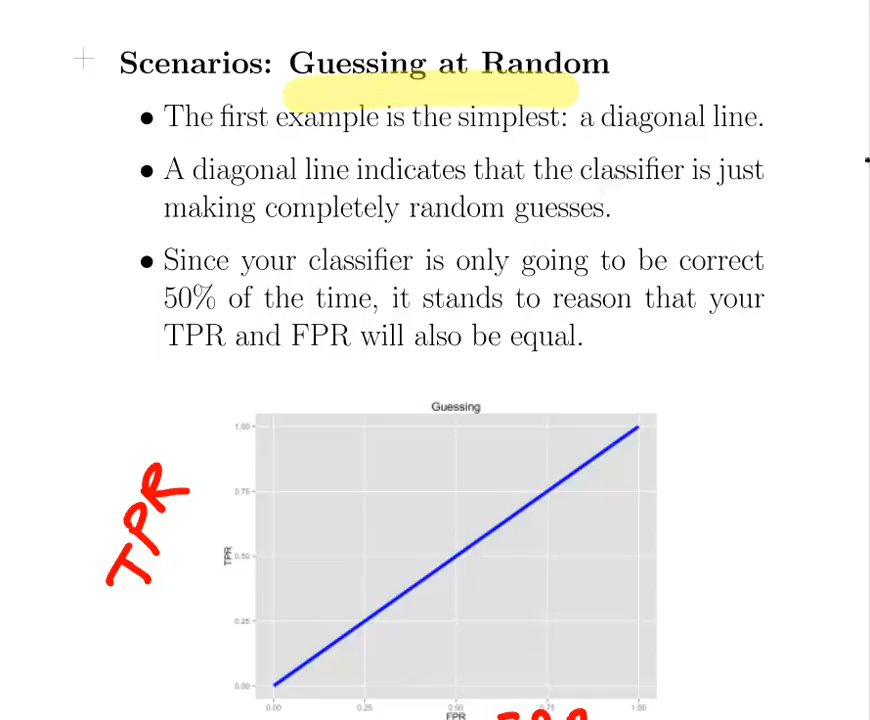 Scenarios: Guessing at Random
• The first example is the simplest: a diagonal line.
• A diagonal line indicates that the classifier is just
making completely random guesses.
• Since your classifier is only going to be correct
50% of the time, it stands to reason that your
TPR and FPR will also be equal.
Guessing
1.00
0.75
0.50
0.25
0.00
TPR
TPR
0.00 0.25 0.50 0.75 1.00
FPR